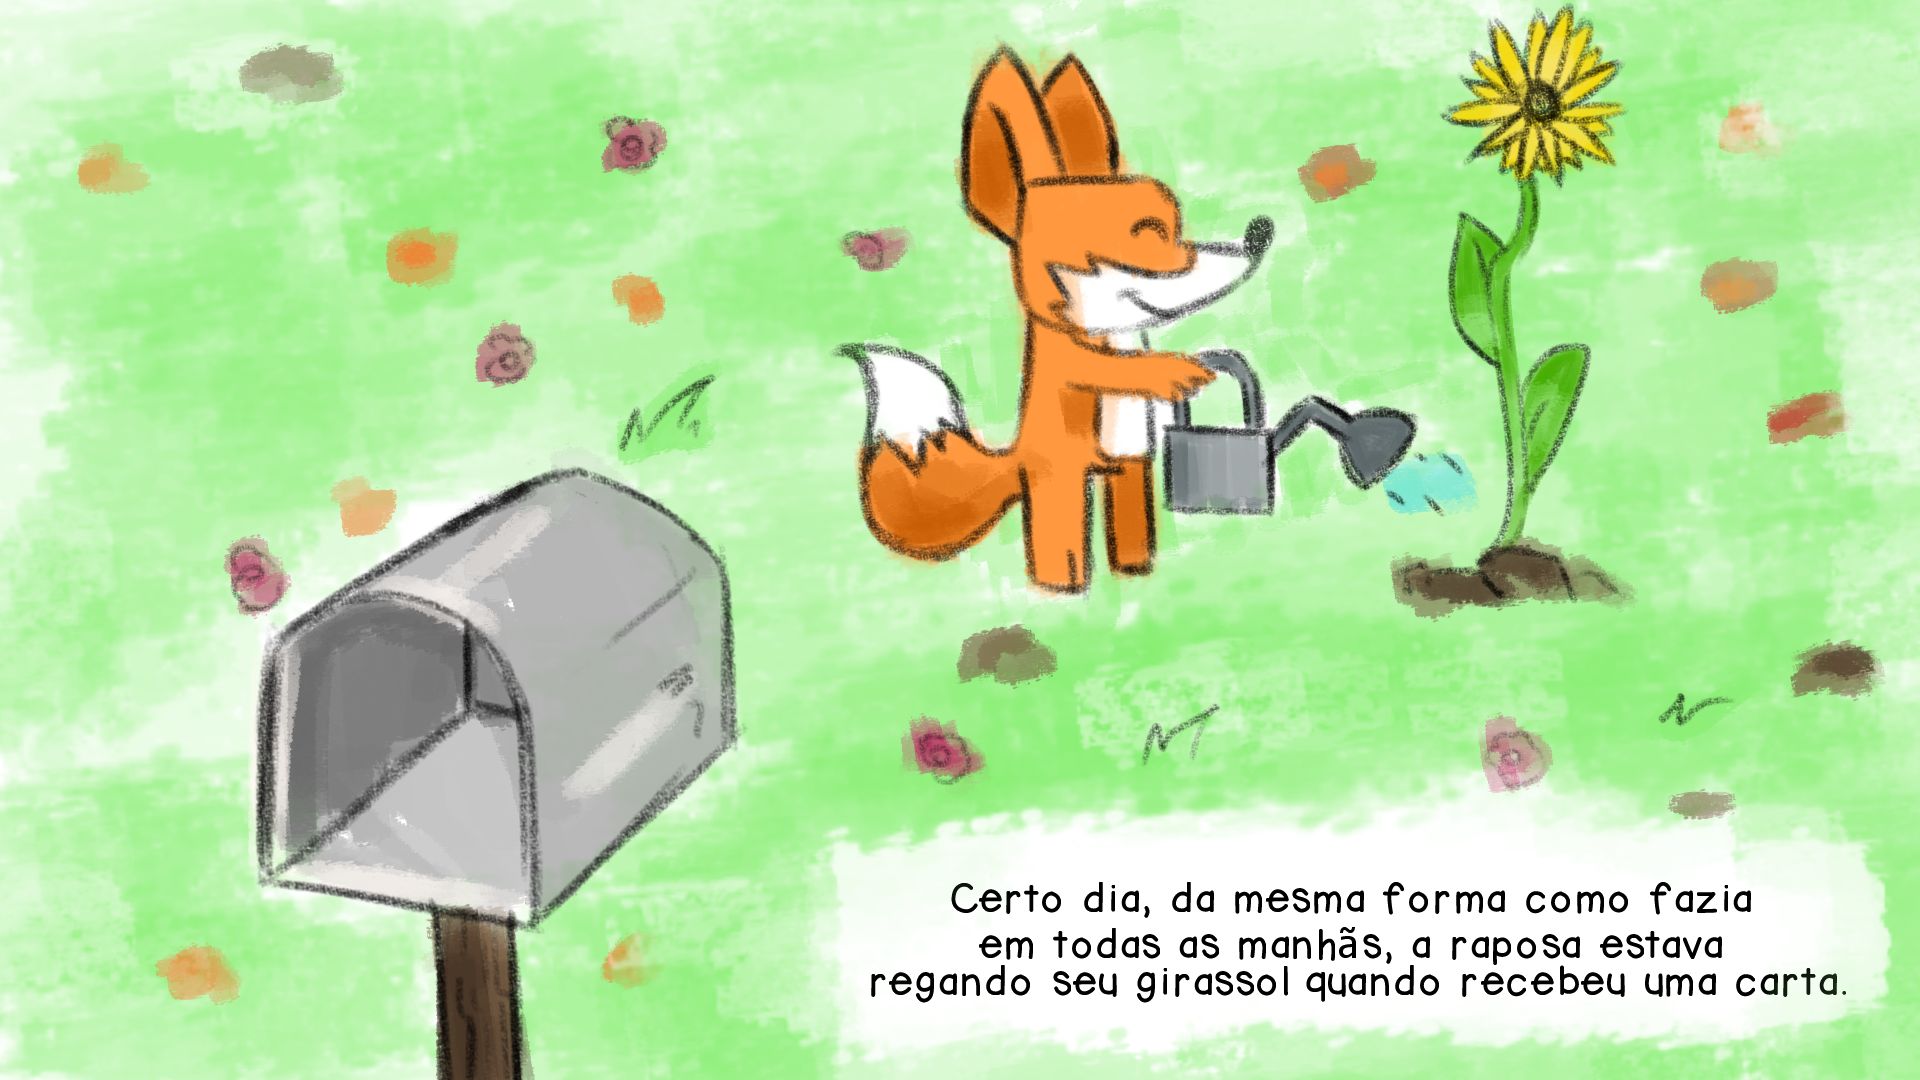 Certo dia, da mesma forma como fazia
em todas as manhãs, a raposa estava
regando seu girassol quando recebeu uma carta.